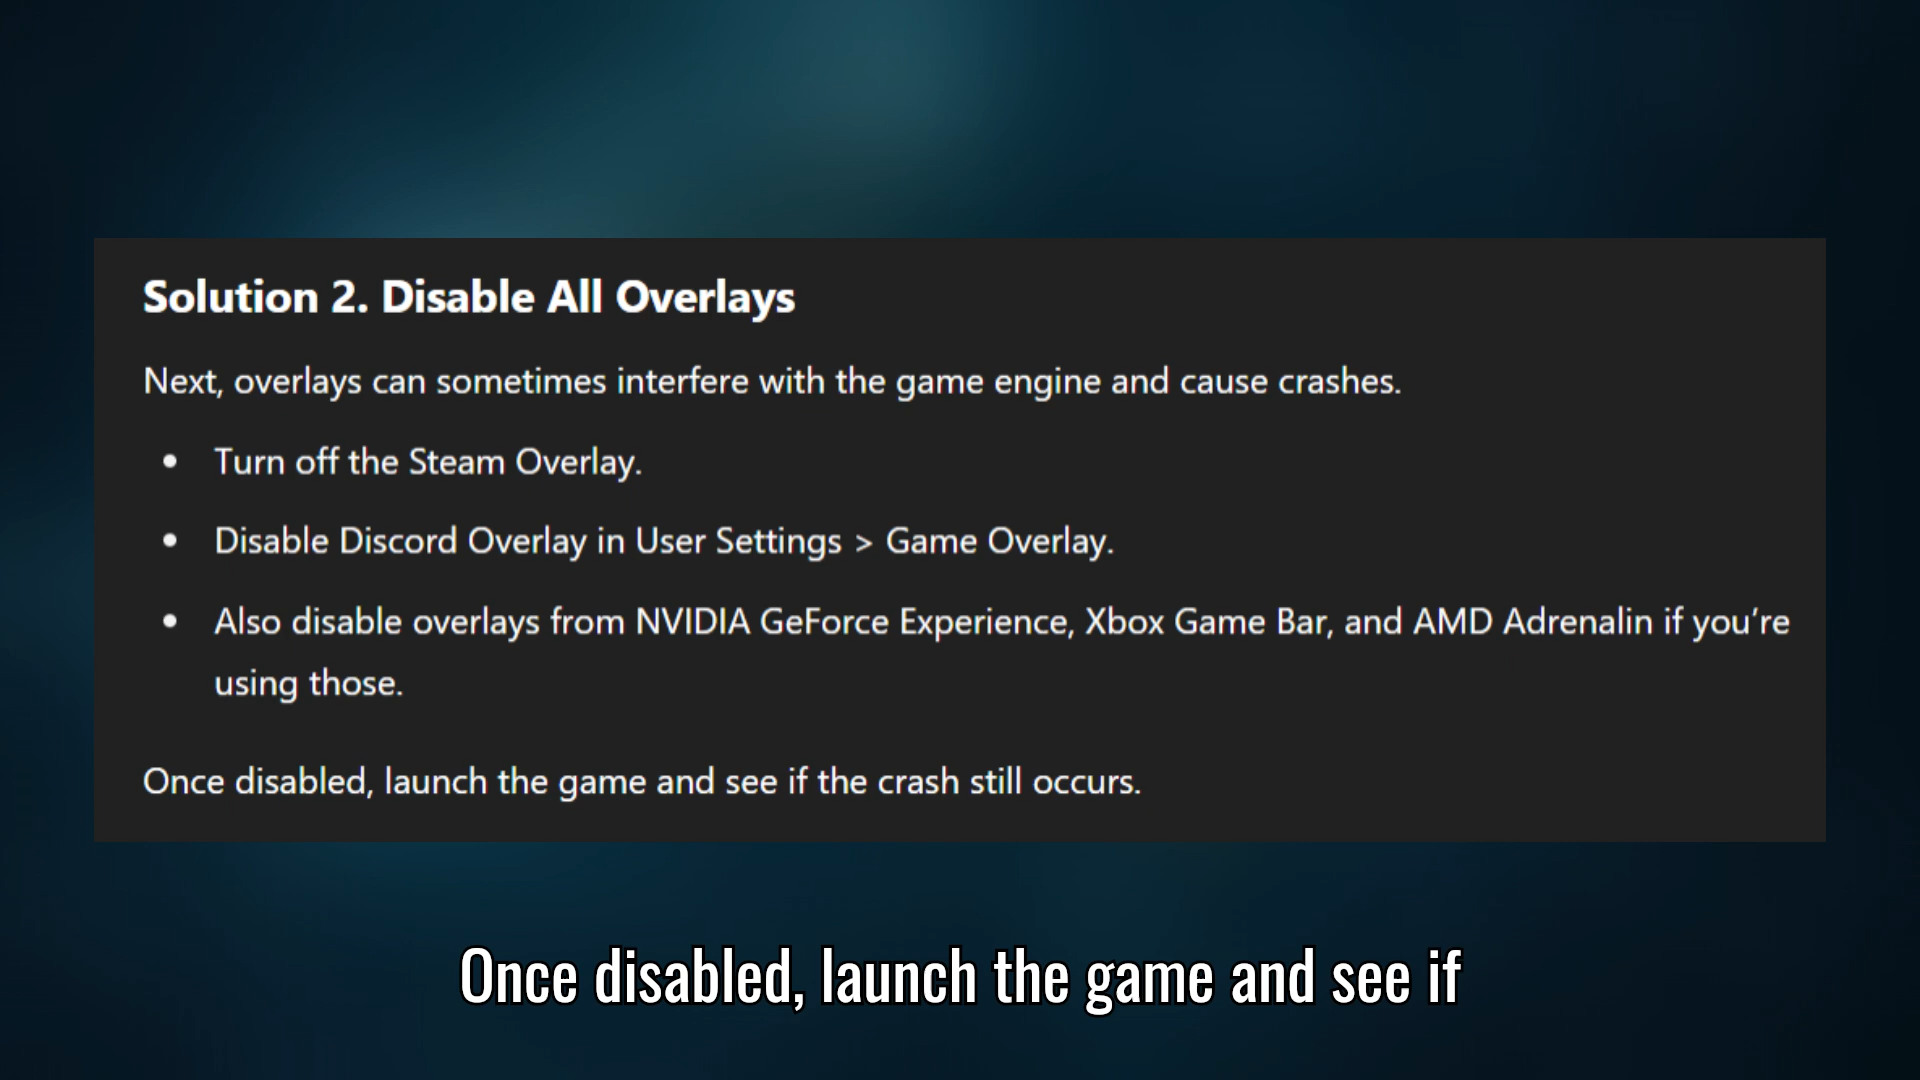 Solution 2. Disable All Overlays
Next, overlays can sometimes interfere with the game engine and cause crashes.
• Turn off the Steam Overlay.
• Disable Discord Overlay in User Settings > Game Overlay.
• Also disable overlays from NVIDIA GeForce Experience, Xbox Game Bar, and AMD Adrenalin if you’re
using those.
Once disabled, launch the game and see if the crash still occurs.
Once disabled, launch the game and see if